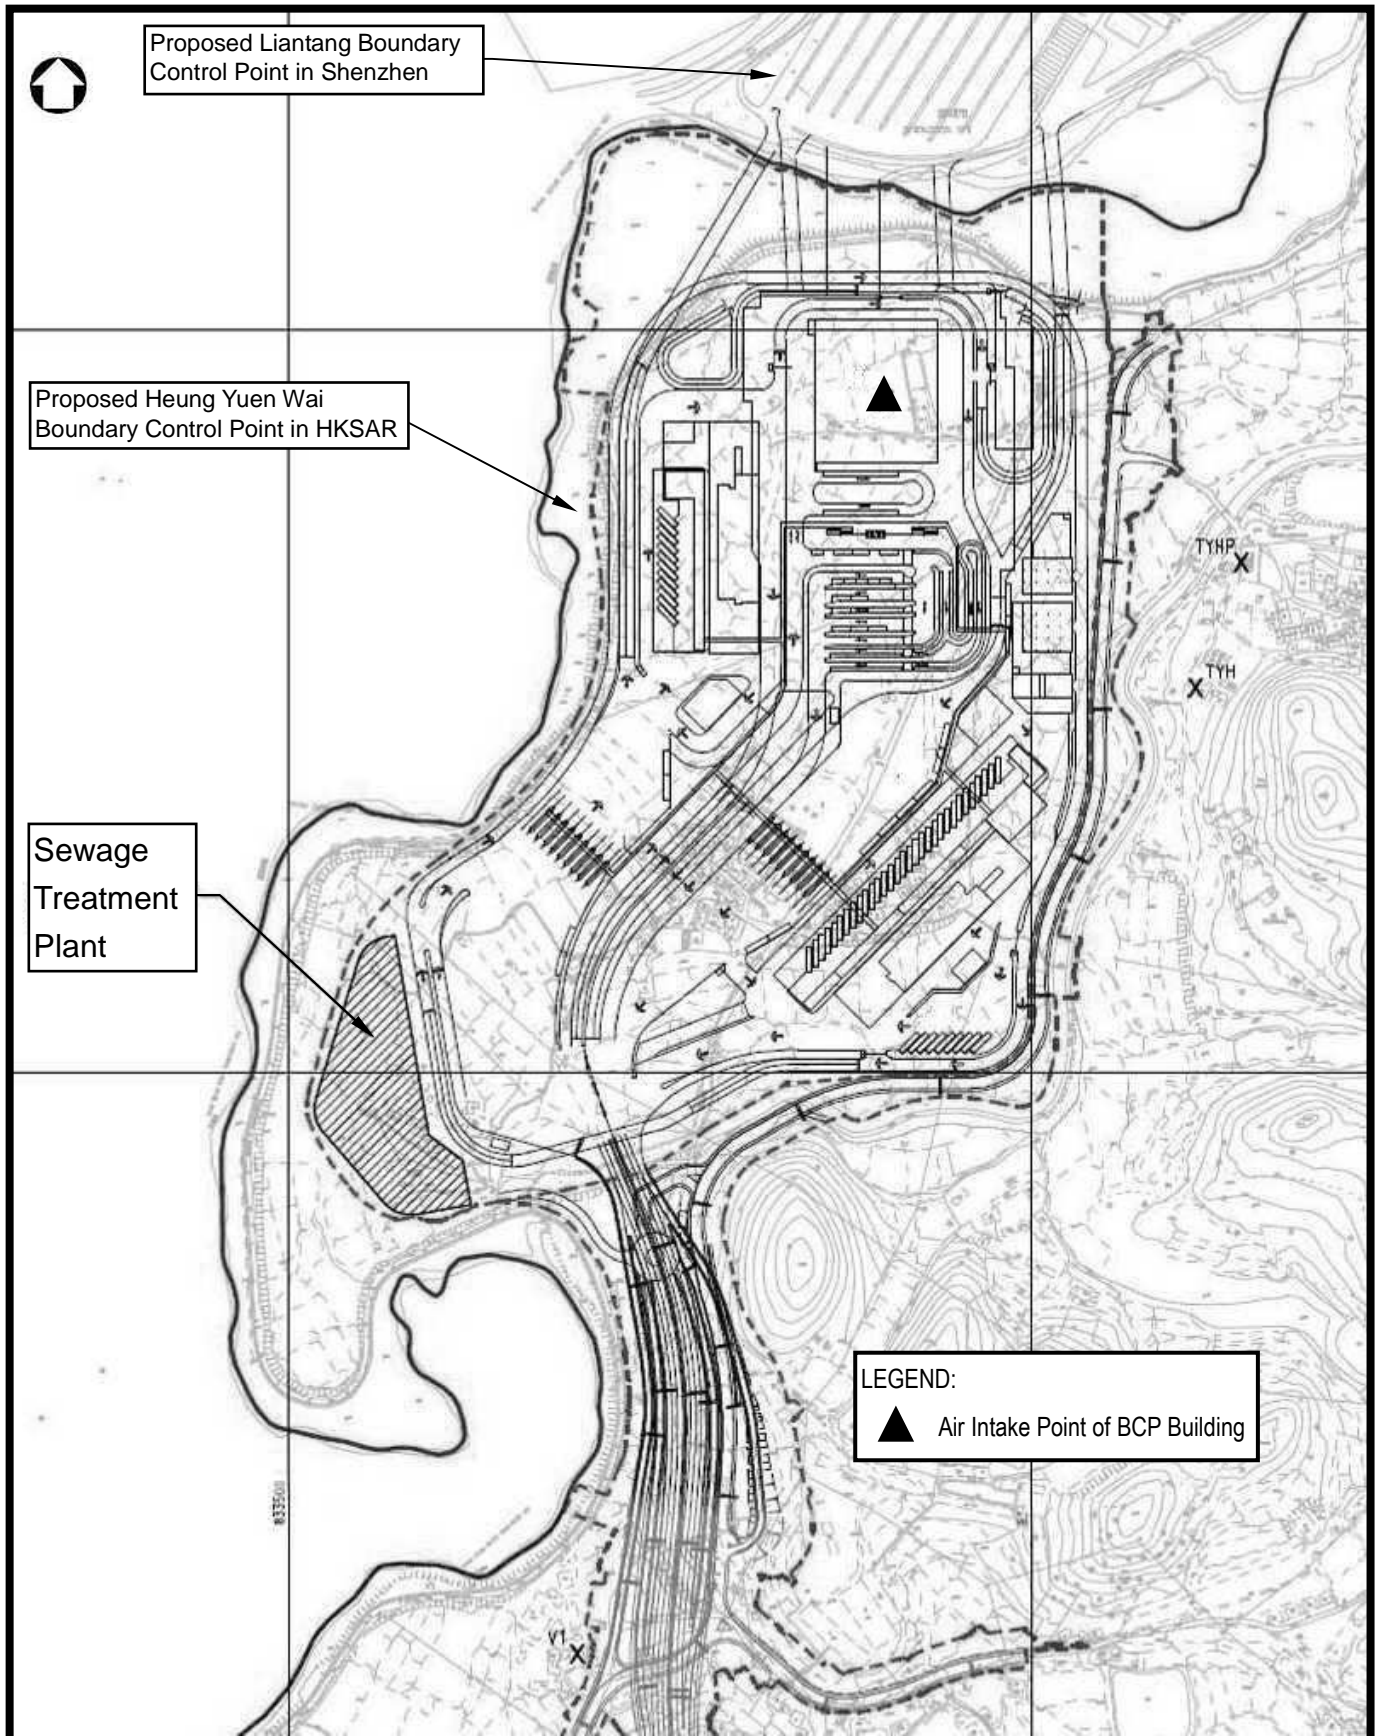 Proposed Liantang Boundary
Control Point in Shenzhen
Proposed Heung Yuen Wai
Boundary Control Point in HKSAR
TYHP
TYH
Sewage
Treatment
Plant
LEGEND:
Air Intake Point of BCP Building
V1